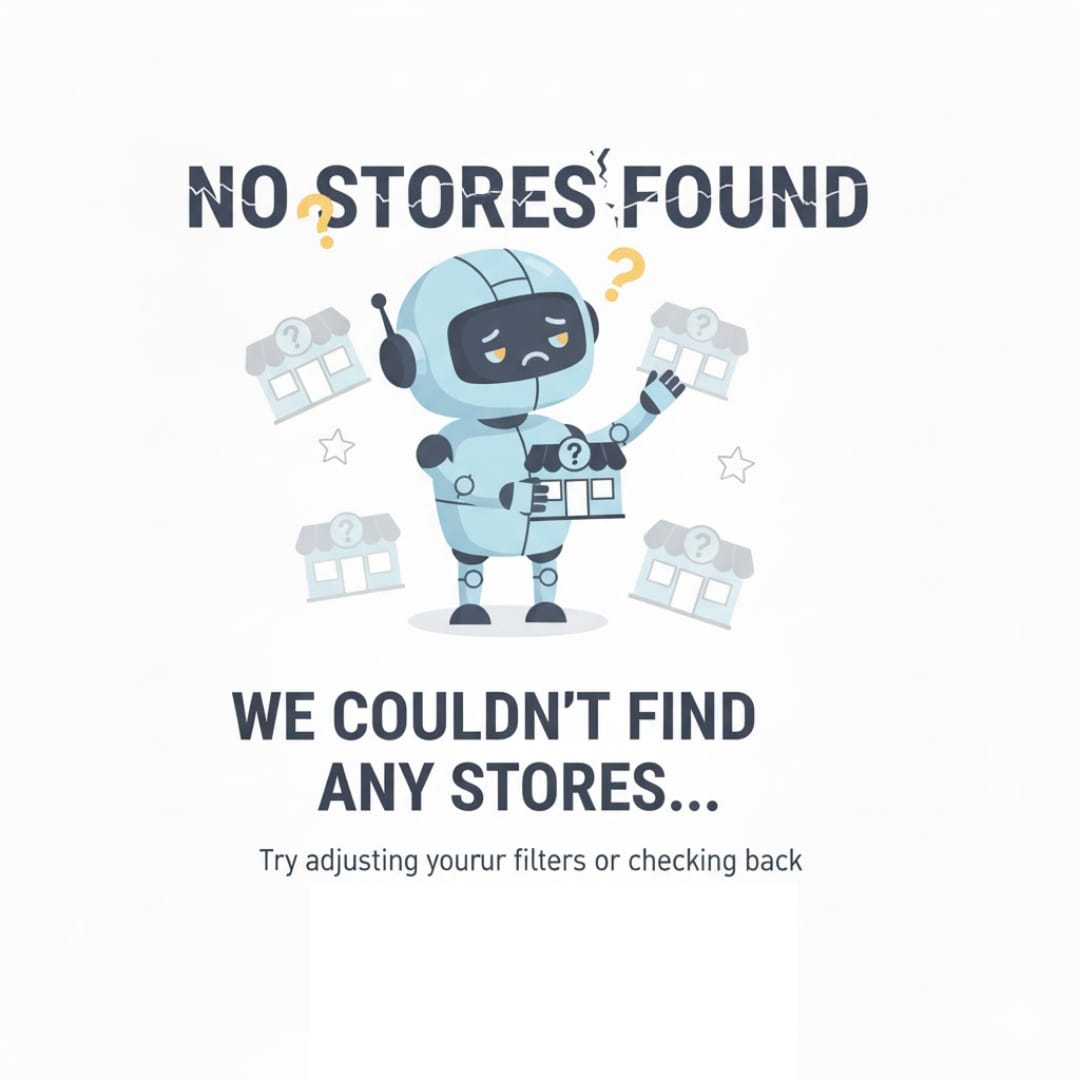 NO STORES FOUND
?
?
?
?
?
?
?
WE COULDN'T FIND
ANY STORES...
Try adjusting yourur filters or checking back